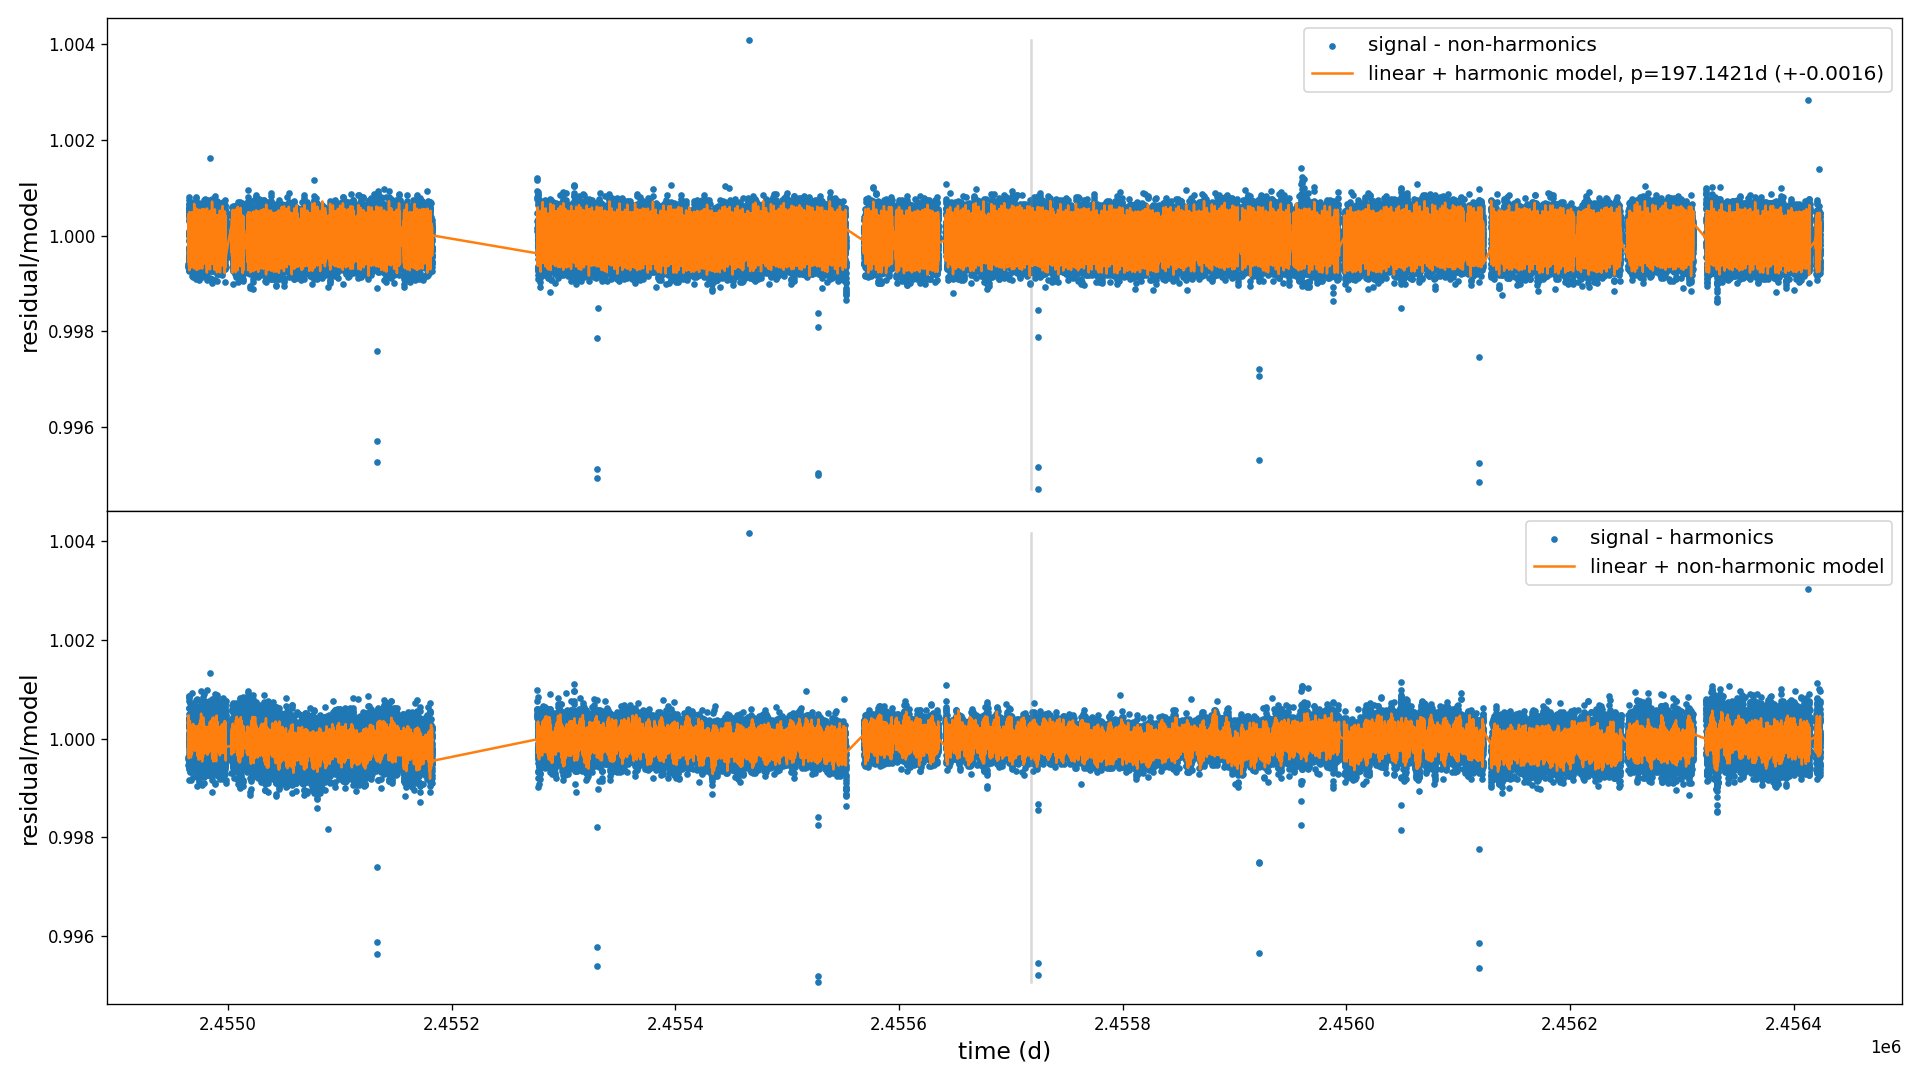 1.004
1.002
1.000
0.998
0.996
residual/model
signal - non-harmonics
linear + harmonic model, p=197.1421d (+-0.0016)
1.004
1.002
1.000
0.998
0.996
residual/model
signal - harmonics
linear + non-harmonic model
2.4550 2.4552 2.4554 2.4556 2.4558 2.4560 2.4562 2.4564
time (d)
1e6